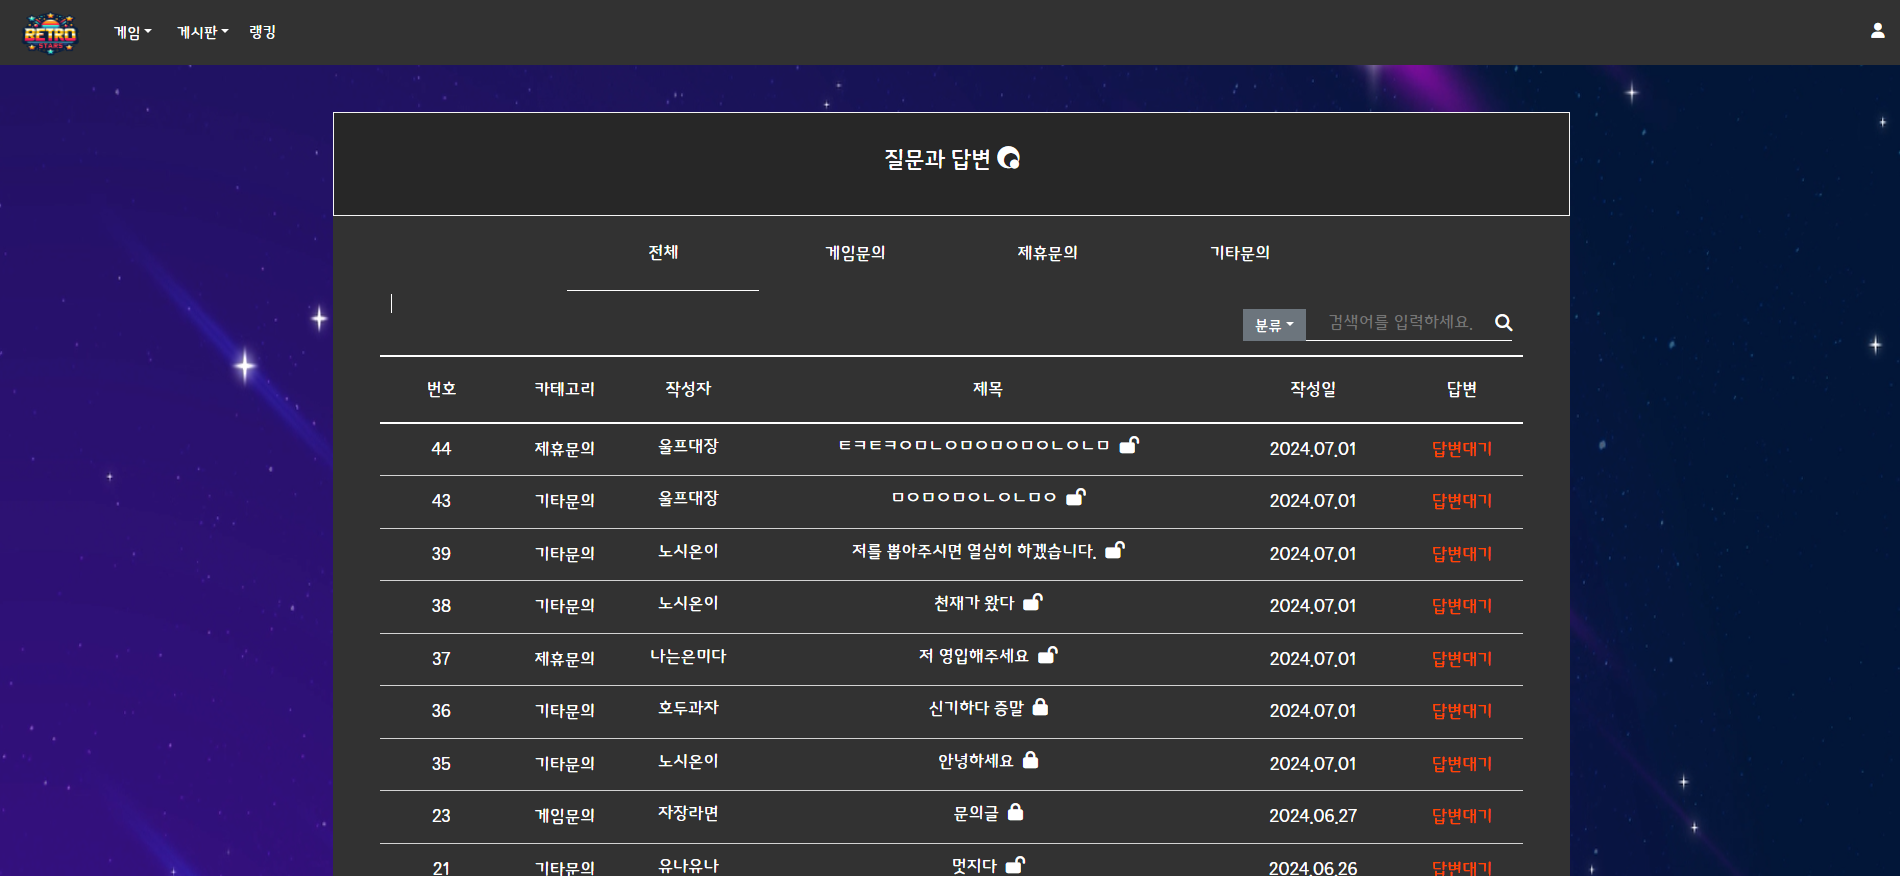 RETRO
STARS
게임 게시판 랭킹
질문과 답변
전체 게임문의 제휴문의 기타문의
분류 검색어를 입력하세요.
번호 카테고리 작성자 제목 작성일 답변
44 제휴문의 울프대장 ㅌㅋㅌㅋㅇㅁㄴㅇㅁㅇㅁㅇㅁㅇㄴㅇㄴㅁ 2024.07.01 답변대기
43 기타문의 울프대장 ㅁㅇㅁㅇㅁㅇㄴㅇㄴㅁㅇ 2024.07.01 답변대기
39 기타문의 노시온이 저를 뽑아주시면 열심히 하겠습니다. 2024.07.01 답변대기
38 기타문의 노시온이 천재가 왔다 2024.07.01 답변대기
37 제휴문의 나는은미다 저 영입해주세요 2024.07.01 답변대기
36 기타문의 호두과자 신기하다 증말 2024.07.01 답변대기
35 기타문의 노시온이 안녕하세요 2024.07.01 답변대기
23 게임문의 자장라면 문의글 2024.06.27 답변대기
21 기타문의 유나유나 멋지다 2024.06.26 답변대기